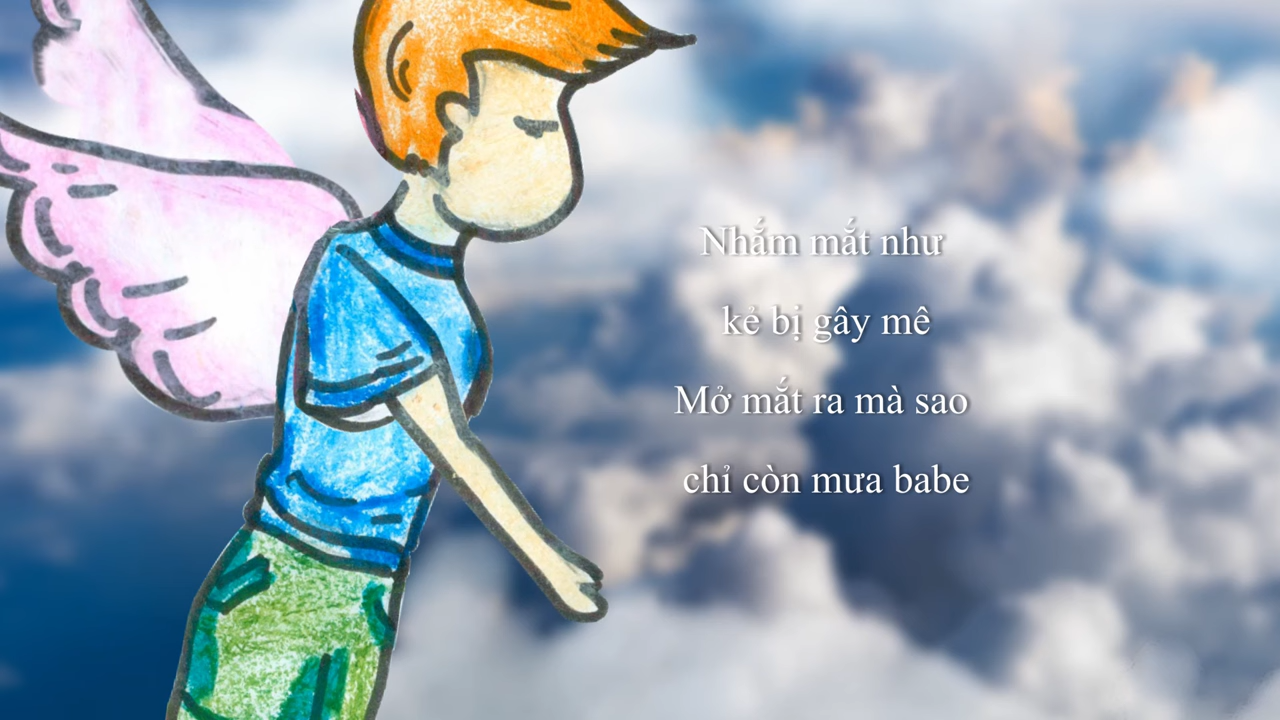 Nhắm mắt như
kẻ bị gây mê
Mở mắt ra mà sao
chỉ còn mưa babe